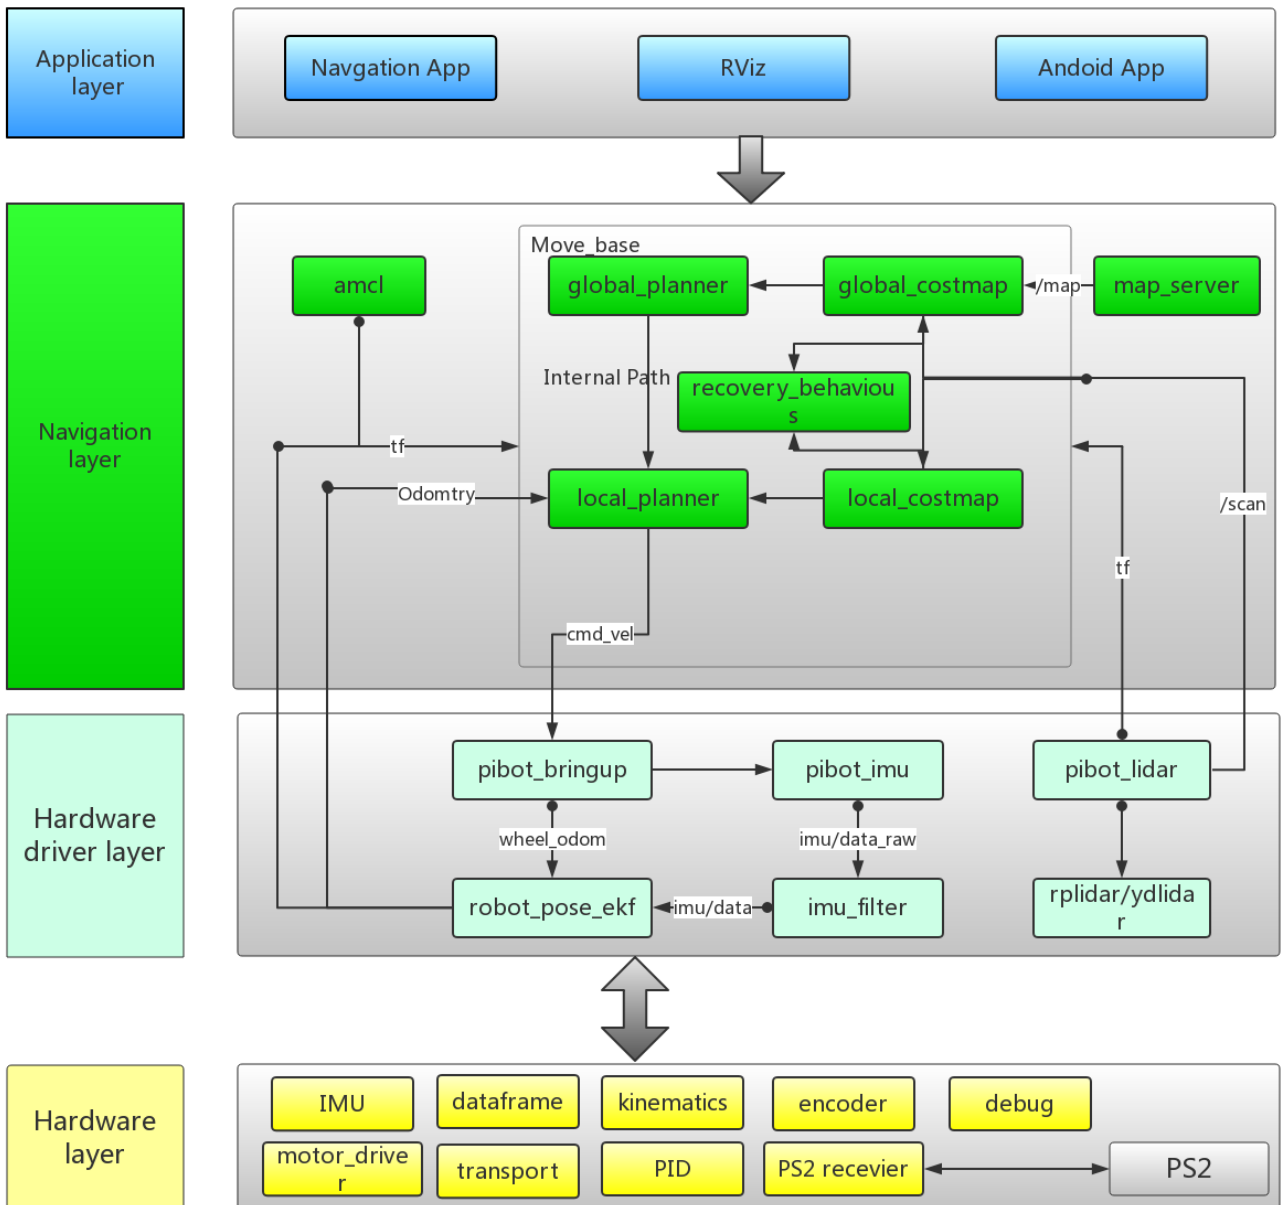 Application
layer
Navgation App
RViz
Andoid App
Navigation
layer
Move_base
amcl
global_planner
global_costmap
/map
map_server
Internal Path
recovery_behaviou
s
tf
Odomtry
local_planner
local_costmap
/scan
tf
cmd_vel
Hardware
driver layer
pibot_bringup
pibot_imu
pibot_lidar
wheel_odom
imu/data_raw
robot_pose_ekf
imu/data
imu_filter
rplidar/ydlida
r
Hardware
layer
IMU
dataframe
kinematics
encoder
debug
motor_drive
r
transport
PID
PS2 recevier
PS2